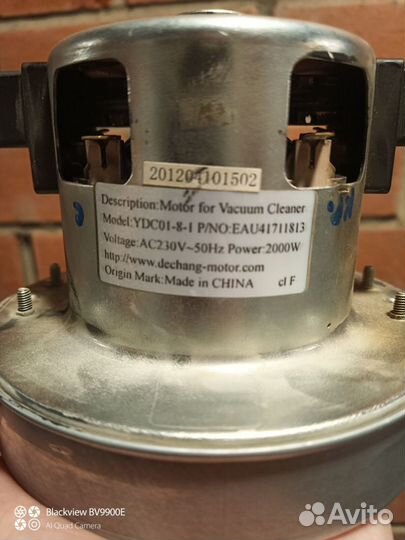 201204101502
Description:Motor for Vacuum Cleaner
Model:YDC01-8-1 P/NO:EAU41711813
Voltage:AC230V~50Hz Power:2000W
http://www.dechang-motor.com
Origin Mark:Made in CHINA cl F
Blackview BV9900E
AI-Quad Camera
Avito